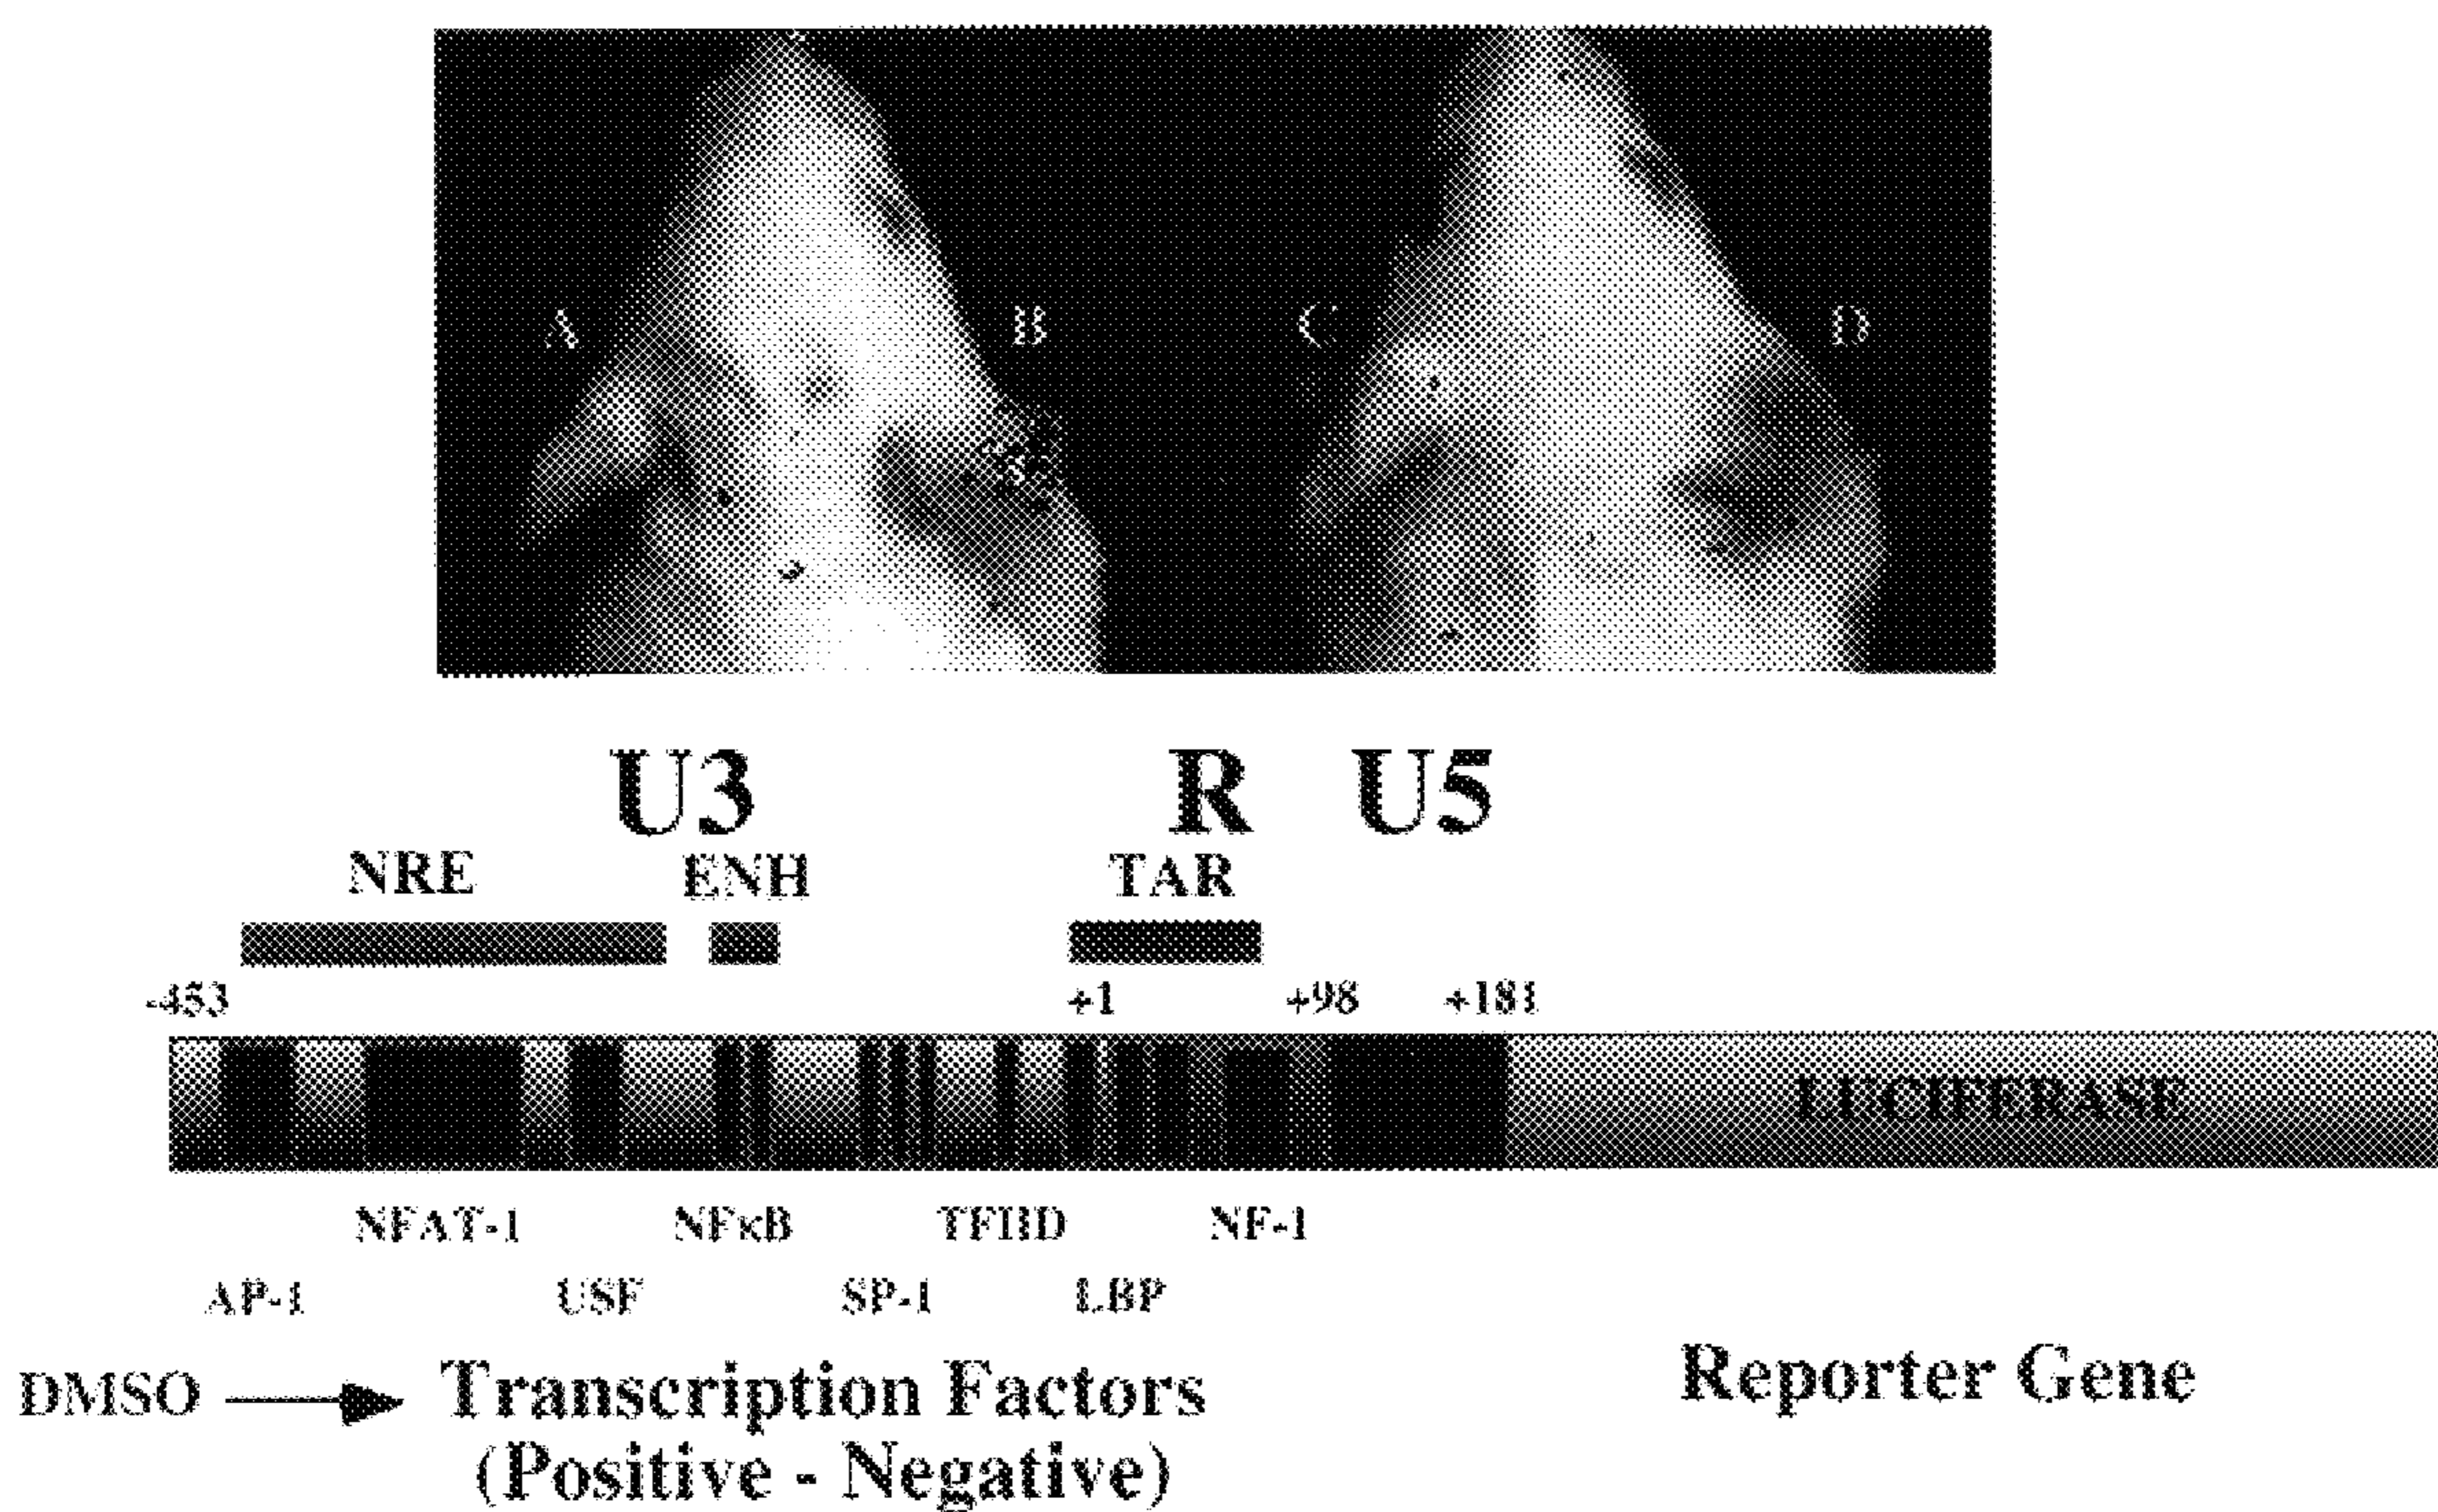 A B C D
U3 R U5
NRE ENH TAR
-453 +1 +98 +181
LUCIFERASE
NFAT-1 NFκB TFIID NF-1
AP-1 USF SP-1 LBP
DMSO Transcription Factors Reporter Gene
(Positive - Negative)